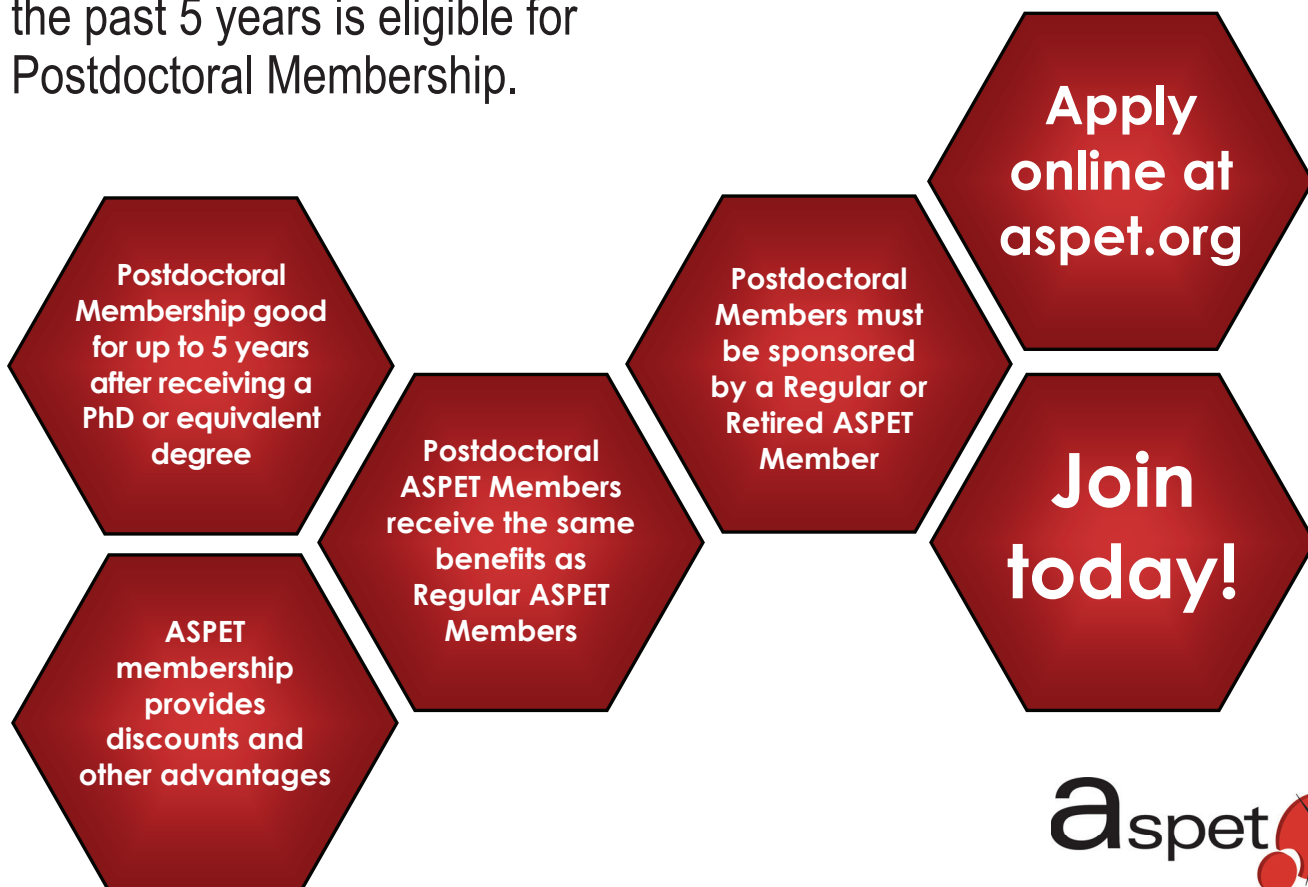 the past 5 years is eligible for
Postdoctoral Membership.
Postdoctoral
Membership good
for up to 5 years
after receiving a
PhD or equivalent
degree
ASPET
membership
provides
discounts and
other advantages
Postdoctoral
ASPET Members
receive the same
benefits as
Regular ASPET
Members
Postdoctoral
Members must
be sponsored
by a Regular or
Retired ASPET
Member
Apply
online at
aspet.org
Join
today!
aspet